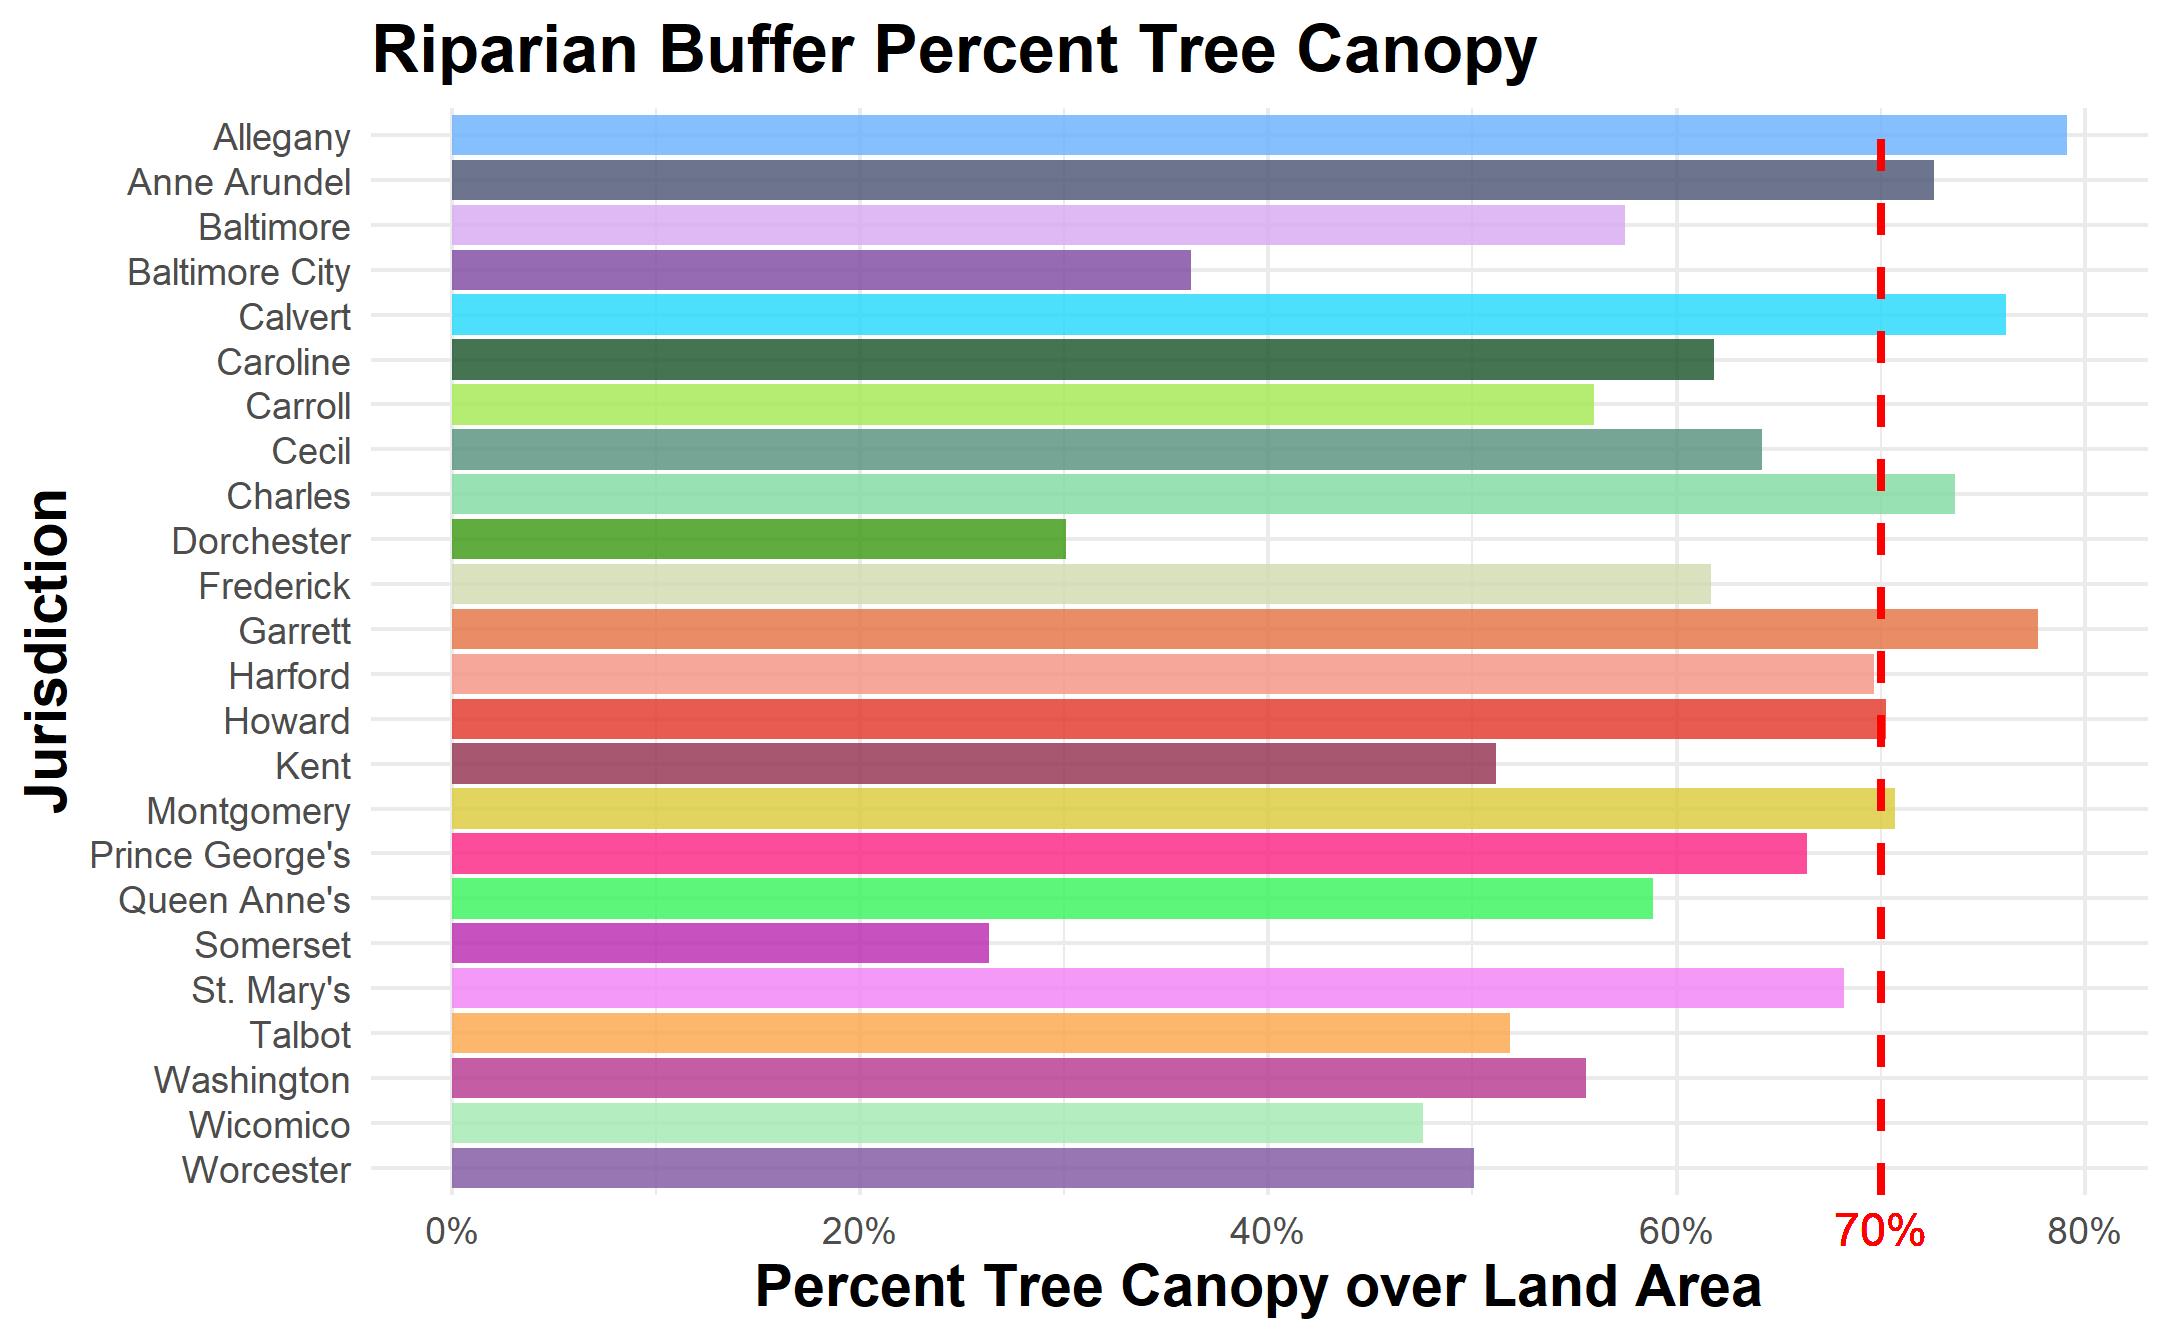 Riparian Buffer Percent Tree Canopy
Jurisdiction
Allegany
Anne Arundel
Baltimore
Baltimore City
Calvert
Caroline
Carroll
Cecil
Charles
Dorchester
Frederick
Garrett
Harford
Howard
Kent
Montgomery
Prince George's
Queen Anne's
Somerset
St. Mary's
Talbot
Washington
Wicomico
Worcester
0% 20% 40% 60% 70% 80%
Percent Tree Canopy over Land Area